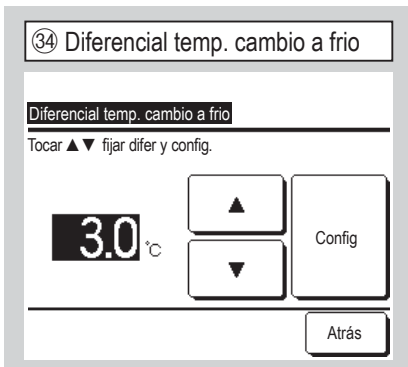 ㉞ Diferencial temp. cambio a frio
Diferencial temp. cambio a frio
Tocar ▲▼ fijar difer y config.
▲
3.0 °C
Config
▼
Atrás